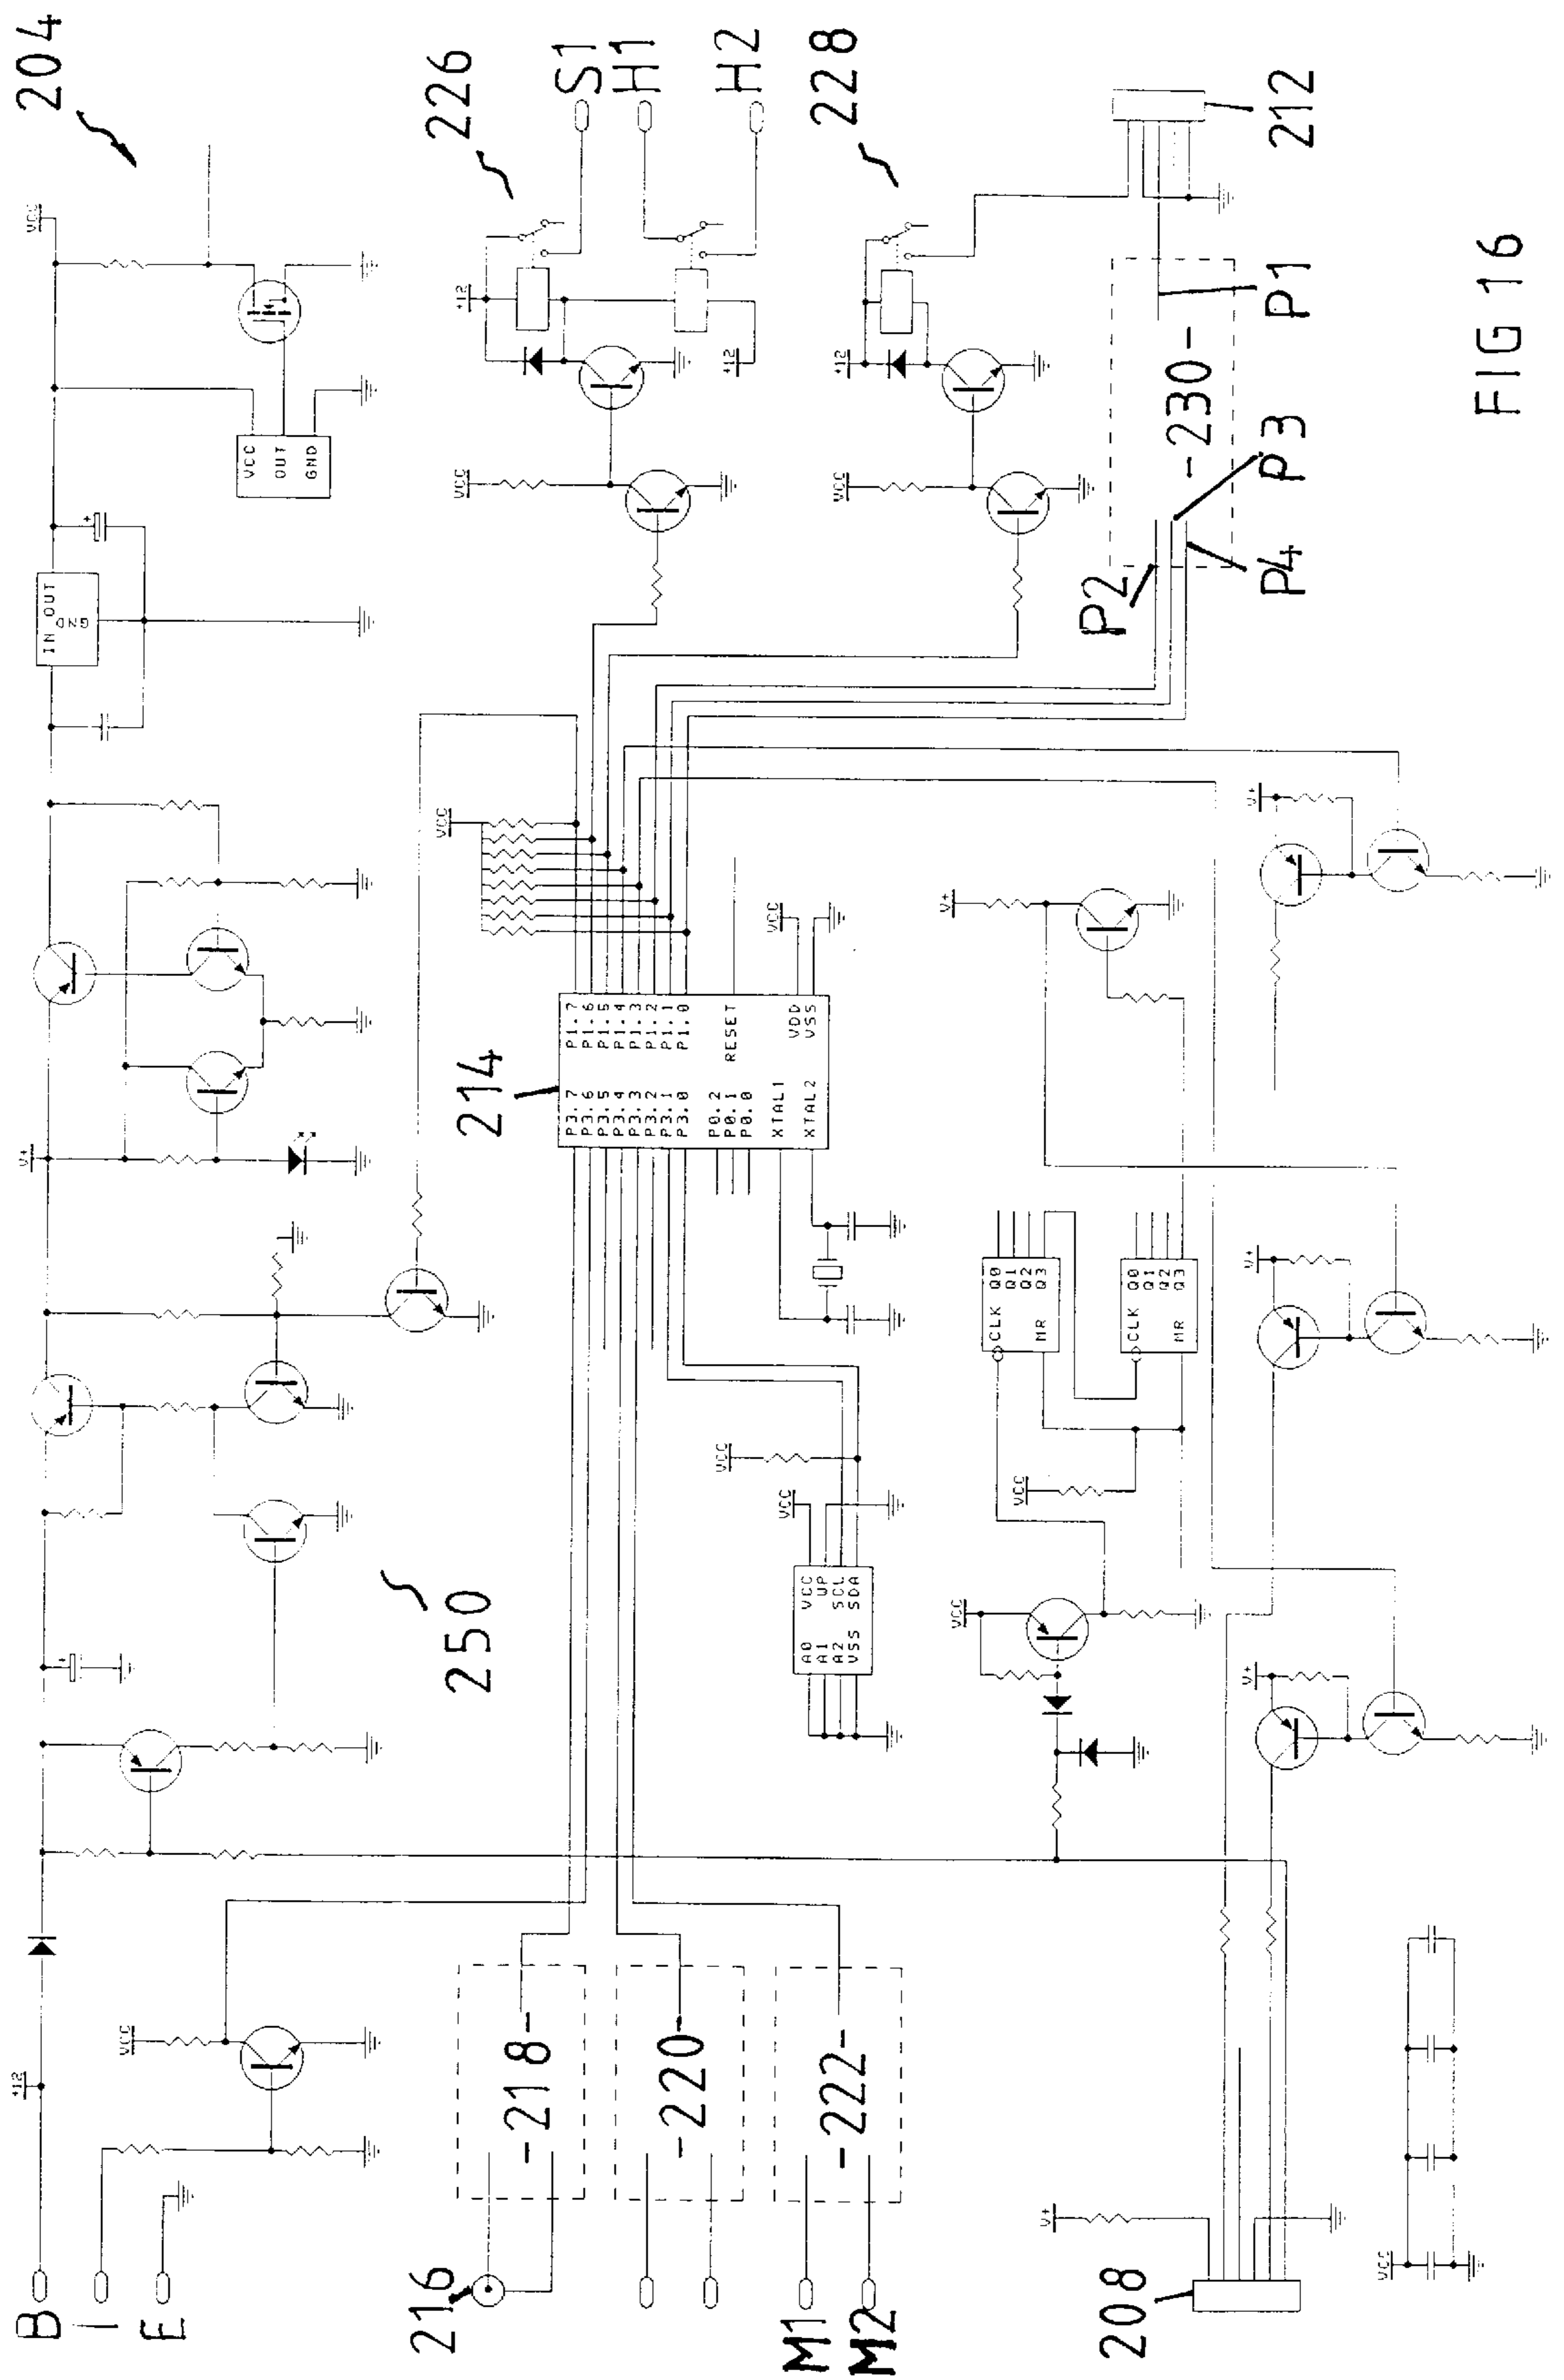 FIG 16
204
226
228
212
S1
H1
H2
B
I
E
250
214
216
-218-
-220-
-222-
M1
M2
208
-230-
P1
P2
P3
P4
+12
VCC
V+
IN OUT
GND
VCC
VCC
OUT
GND
VCC
+12
+12
VCC
+12
VCC
P3.7
P3.6
P3.5
P3.4
P3.3
P3.2
P3.1
P3.0
P0.2
P0.1
P0.0
XTAL1
XTAL2
P1.7
P1.6
P1.5
P1.4
P1.3
P1.2
P1.1
P1.0
RESET
VDD
VSS
VCC
VCC
VCC
A0 VCC
A1 WP
A2 SCL
VSS SDA
VCC
VCC
CLK Q0
Q1
Q2
MR Q3
CLK Q0
Q1
Q2
MR Q3
V+
V+
V+
V+
V+
VCC
VCC